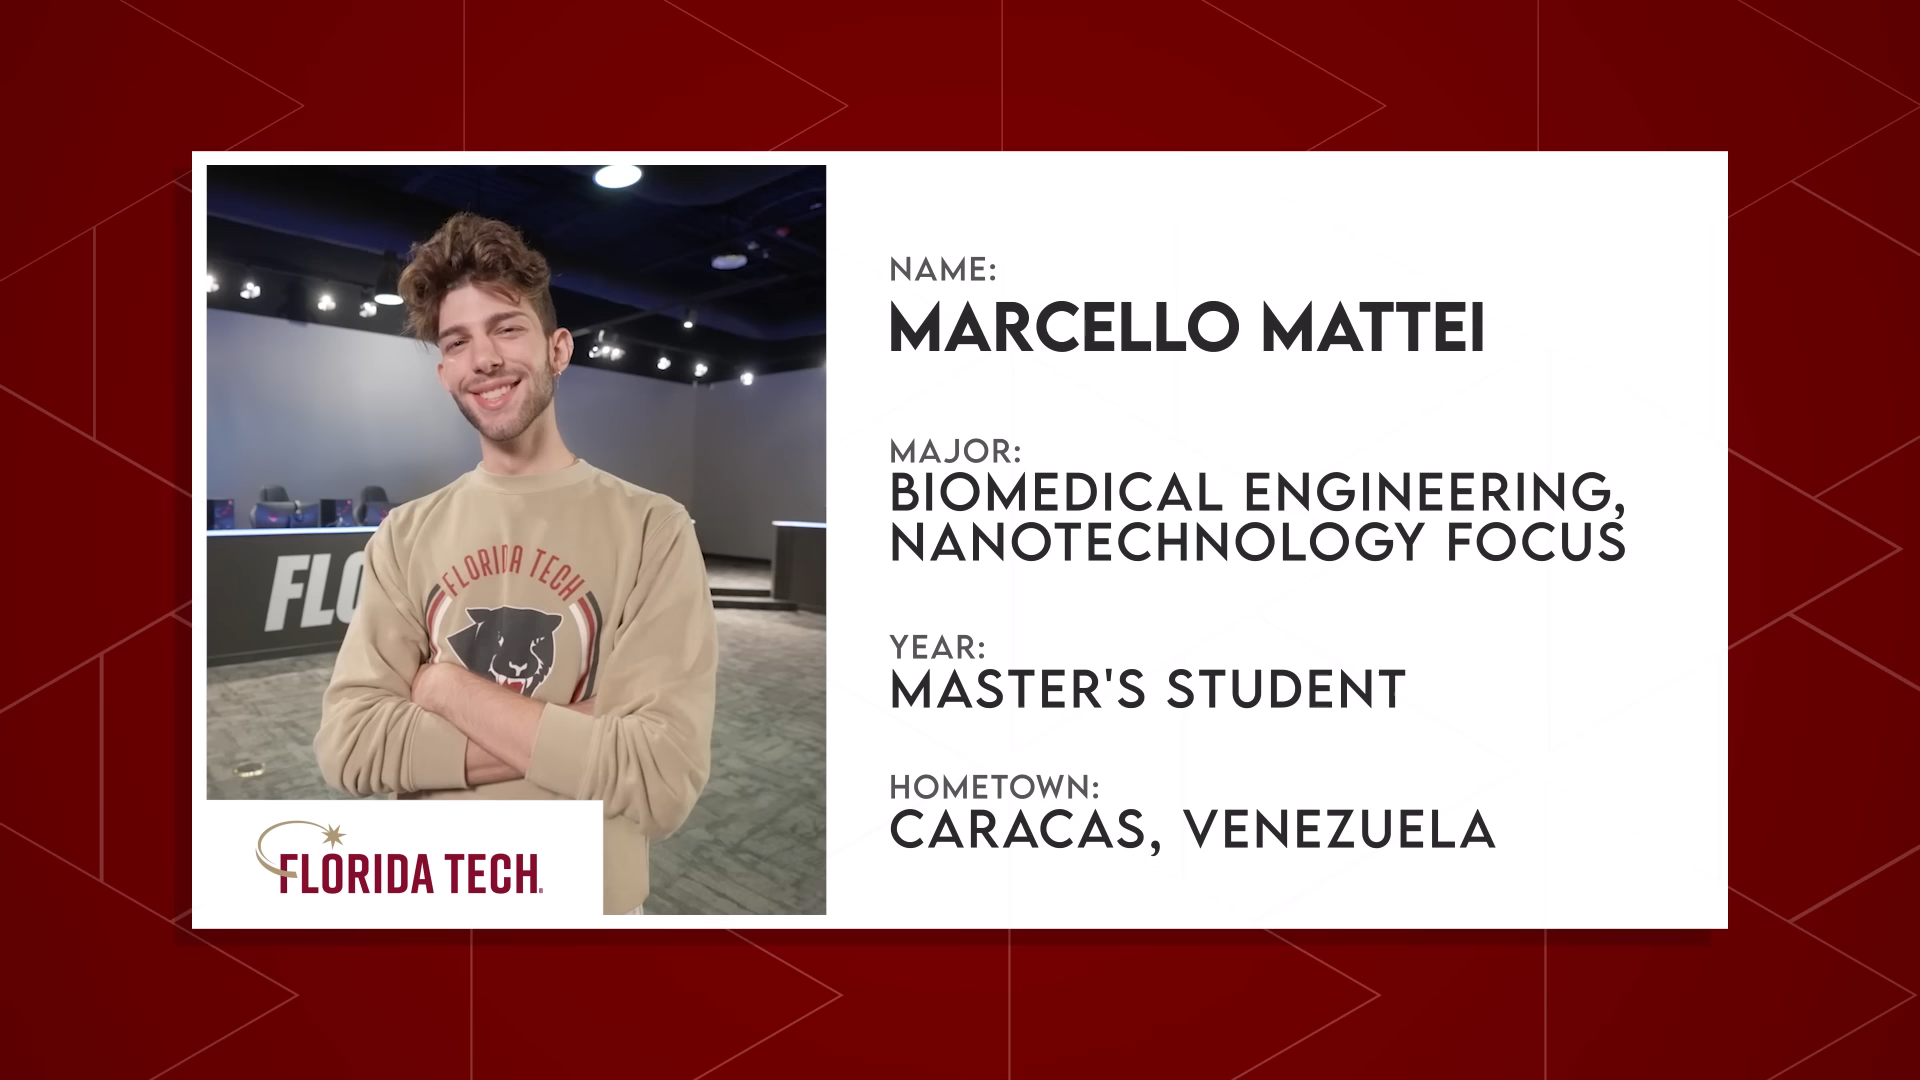 NAME:
MARCELLO MATTEI
MAJOR:
BIOMEDICAL ENGINEERING,
NANOTECHNOLOGY FOCUS
YEAR:
MASTER'S STUDENT
HOMETOWN:
CARACAS, VENEZUELA
FLORIDA TECH
FLO
FLORIDA TECH